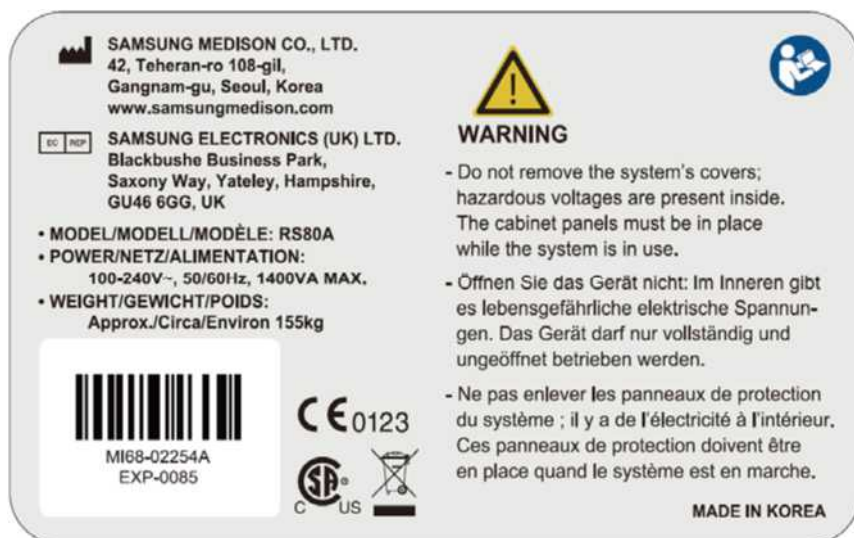 SAMSUNG MEDISON CO., LTD.
42, Teheran-ro 108-gil,
Gangnam-gu, Seoul, Korea
www.samsungmedison.com
EC REP
SAMSUNG ELECTRONICS (UK) LTD.
Blackbushe Business Park,
Saxony Way, Yateley, Hampshire,
GU46 6GG, UK
• MODEL/MODELL/MODÈLE: RS80A
• POWER/NETZ/ALIMENTATION:
100-240V~, 50/60Hz, 1400VA MAX.
• WEIGHT/GEWICHT/POIDS:
Approx./Circa/Environ 155kg
MI68-02254A
EXP-0085
CE 0123
C SA® US
WARNING
- Do not remove the system's covers;
hazardous voltages are present inside.
The cabinet panels must be in place
while the system is in use.
- Öffnen Sie das Gerät nicht: Im Inneren gibt
es lebensgefährliche elektrische Spannun-
gen. Das Gerät darf nur vollständig und
ungeöffnet betrieben werden.
- Ne pas enlever les panneaux de protection
du système ; il y a de l'électricité à l'intérieur.
Ces panneaux de protection doivent être
en place quand le système est en marche.
MADE IN KOREA